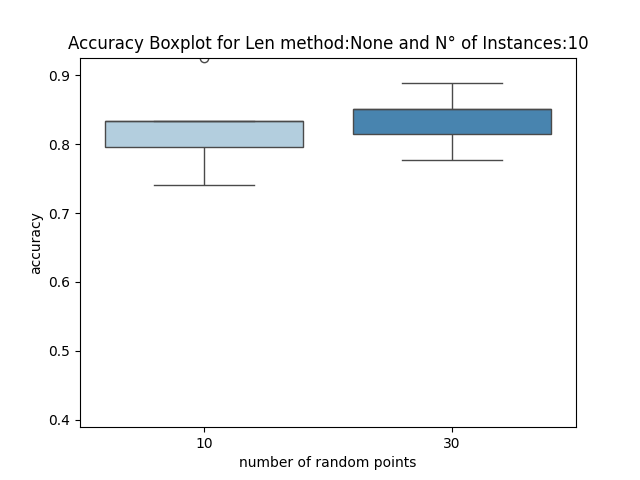 Accuracy Boxplot for Len method:None and N° of Instances:10
0.9
0.8
0.7
0.6
0.5
0.4
accuracy
10 30
number of random points